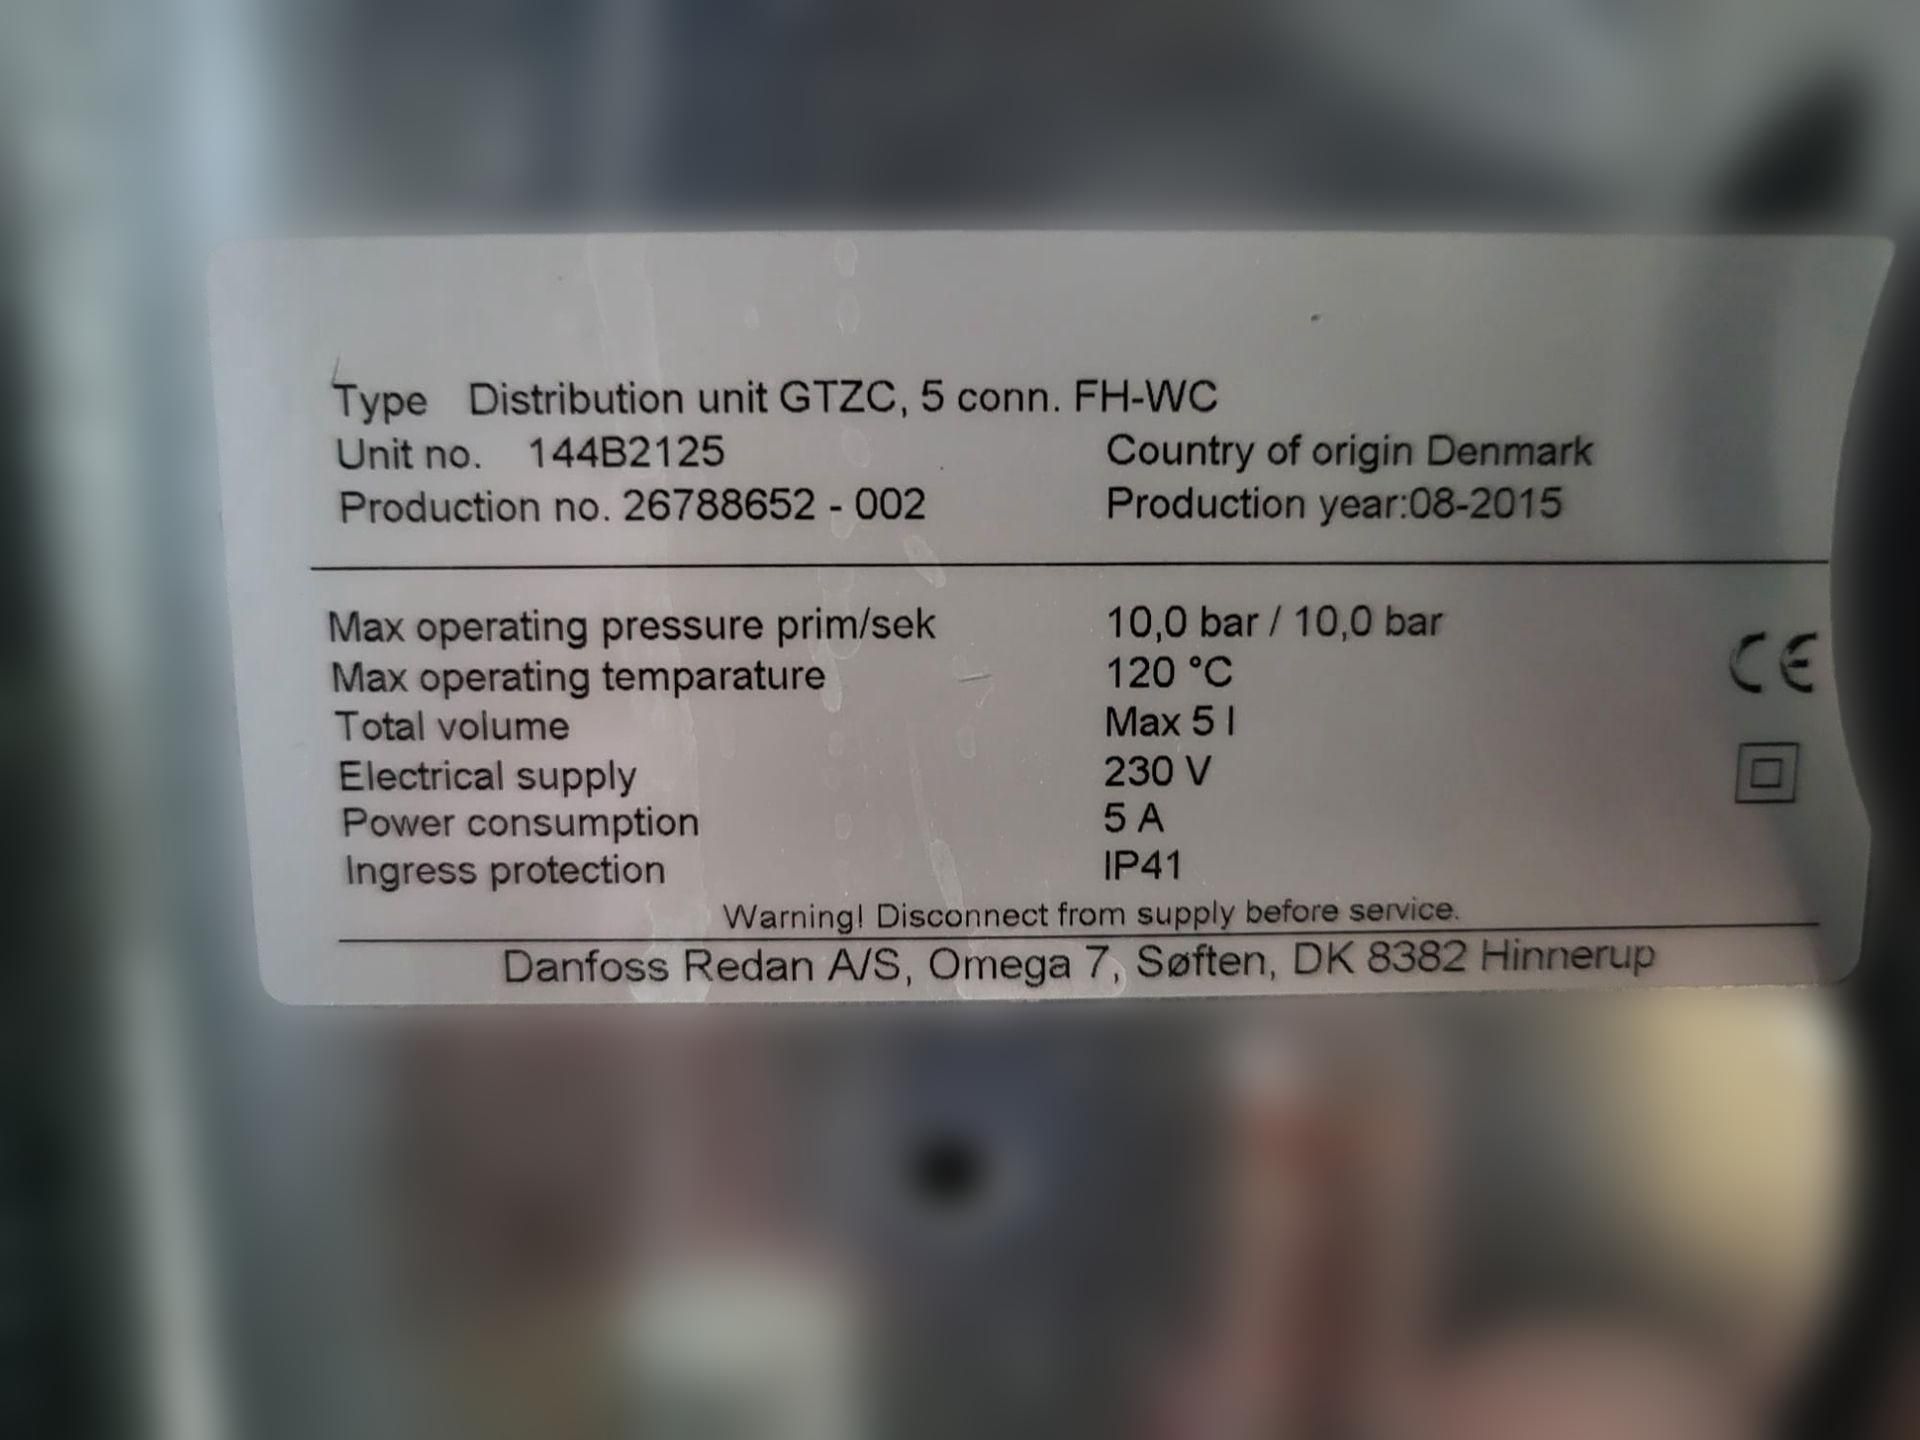 Type Distribution unit GTZC, 5 conn. FH-WC
Unit no. 144B2125 Country of origin Denmark
Production no. 26788652 - 002 Production year:08-2015
Max operating pressure prim/sek 10,0 bar / 10,0 bar
Max operating temparature 120 °C
Total volume Max 5 l
Electrical supply 230 V
Power consumption 5 A
Ingress protection IP41
CE
Warning! Disconnect from supply before service.
Danfoss Redan A/S, Omega 7, Søften, DK 8382 Hinnerup